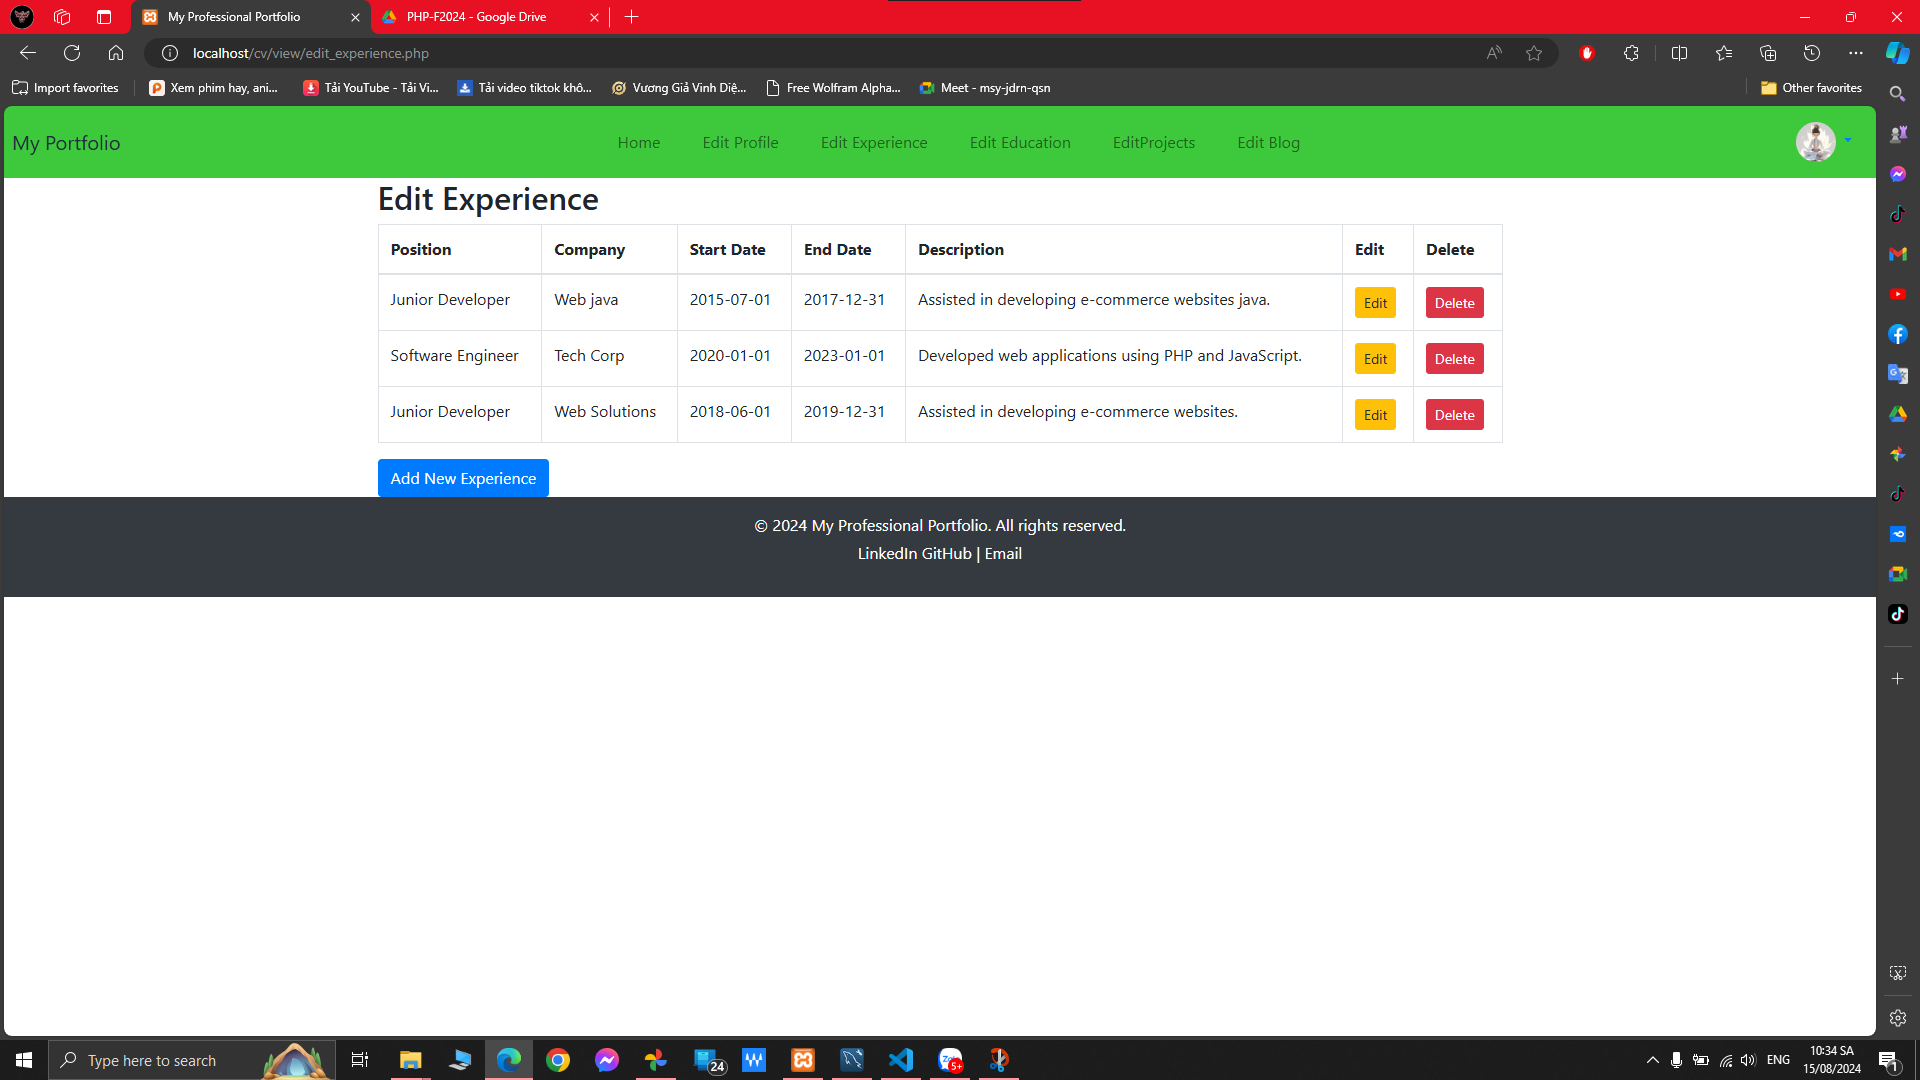 My Professional Portfolio
PHP-F2024 - Google Drive
localhost/cv/view/edit_experience.php
Import favorites
Xem phim hay, ani...
Tải YouTube - Tải Vi...
Tải video tiktok khô...
Vương Giả Vinh Diệ...
Free Wolfram Alpha...
Meet - msy-jdrn-qsn
Other favorites
My Portfolio
Home Edit Profile Edit Experience Edit Education EditProjects Edit Blog
Edit Experience
Position Company Start Date End Date Description Edit Delete
Junior Developer Web java 2015-07-01 2017-12-31 Assisted in developing e-commerce websites java. Edit Delete
Software Engineer Tech Corp 2020-01-01 2023-01-01 Developed web applications using PHP and JavaScript. Edit Delete
Junior Developer Web Solutions 2018-06-01 2019-12-31 Assisted in developing e-commerce websites. Edit Delete
Add New Experience
© 2024 My Professional Portfolio. All rights reserved.
LinkedIn GitHub | Email
Type here to search
24
5+
ENG
10:34 SA
15/08/2024
1